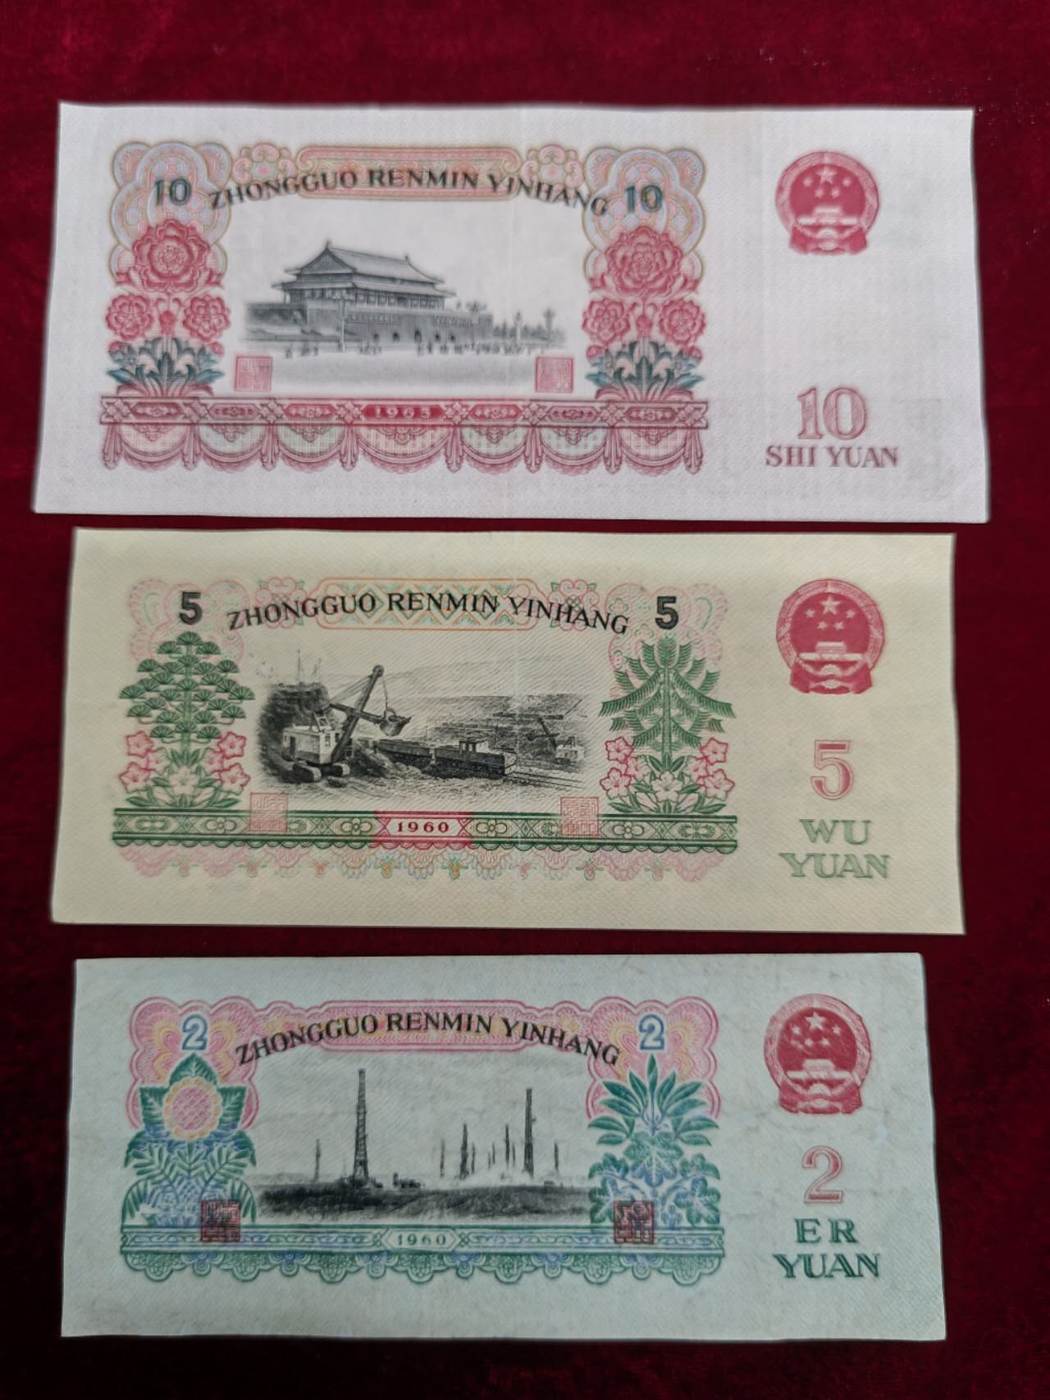 10 ZHONGGUO RENMIN YINHANG 10
1965
10
SHI YUAN
5 ZHONGGUO RENMIN YINHANG 5
1960
5
WU
YUAN
2 ZHONGGUO RENMIN YINHANG 2
1960
2
ER
YUAN